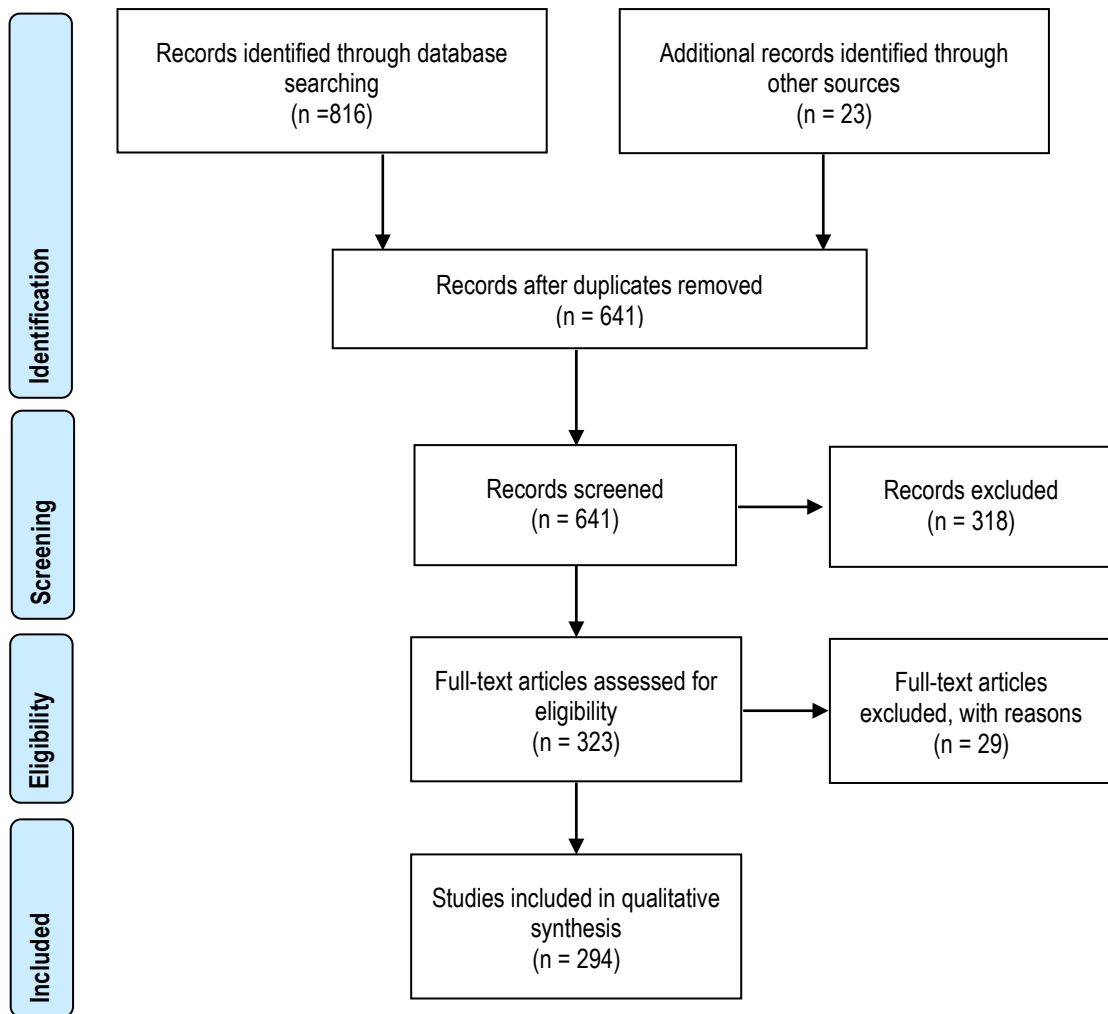 Records identified through database
searching
(n =816)
Additional records identified through
other sources
(n = 23)
Identification
Records after duplicates removed
(n = 641)
Screening
Records screened
(n = 641)
Records excluded
(n = 318)
Eligibility
Full-text articles assessed for
eligibility
(n = 323)
Full-text articles
excluded, with reasons
(n = 29)
Included
Studies included in qualitative
synthesis
(n = 294)